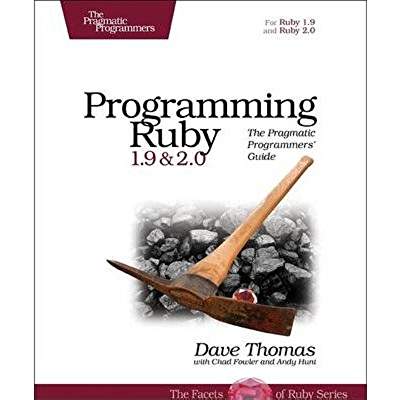 The
Pragmatic
Programmers
For Ruby 1.9
and Ruby 2.0
Programming
Ruby
1.9 & 2.0
The Pragmatic
Programmers'
Guide
Dave Thomas
with Chad Fowler and Andy Hunt
The Facets of Ruby Series